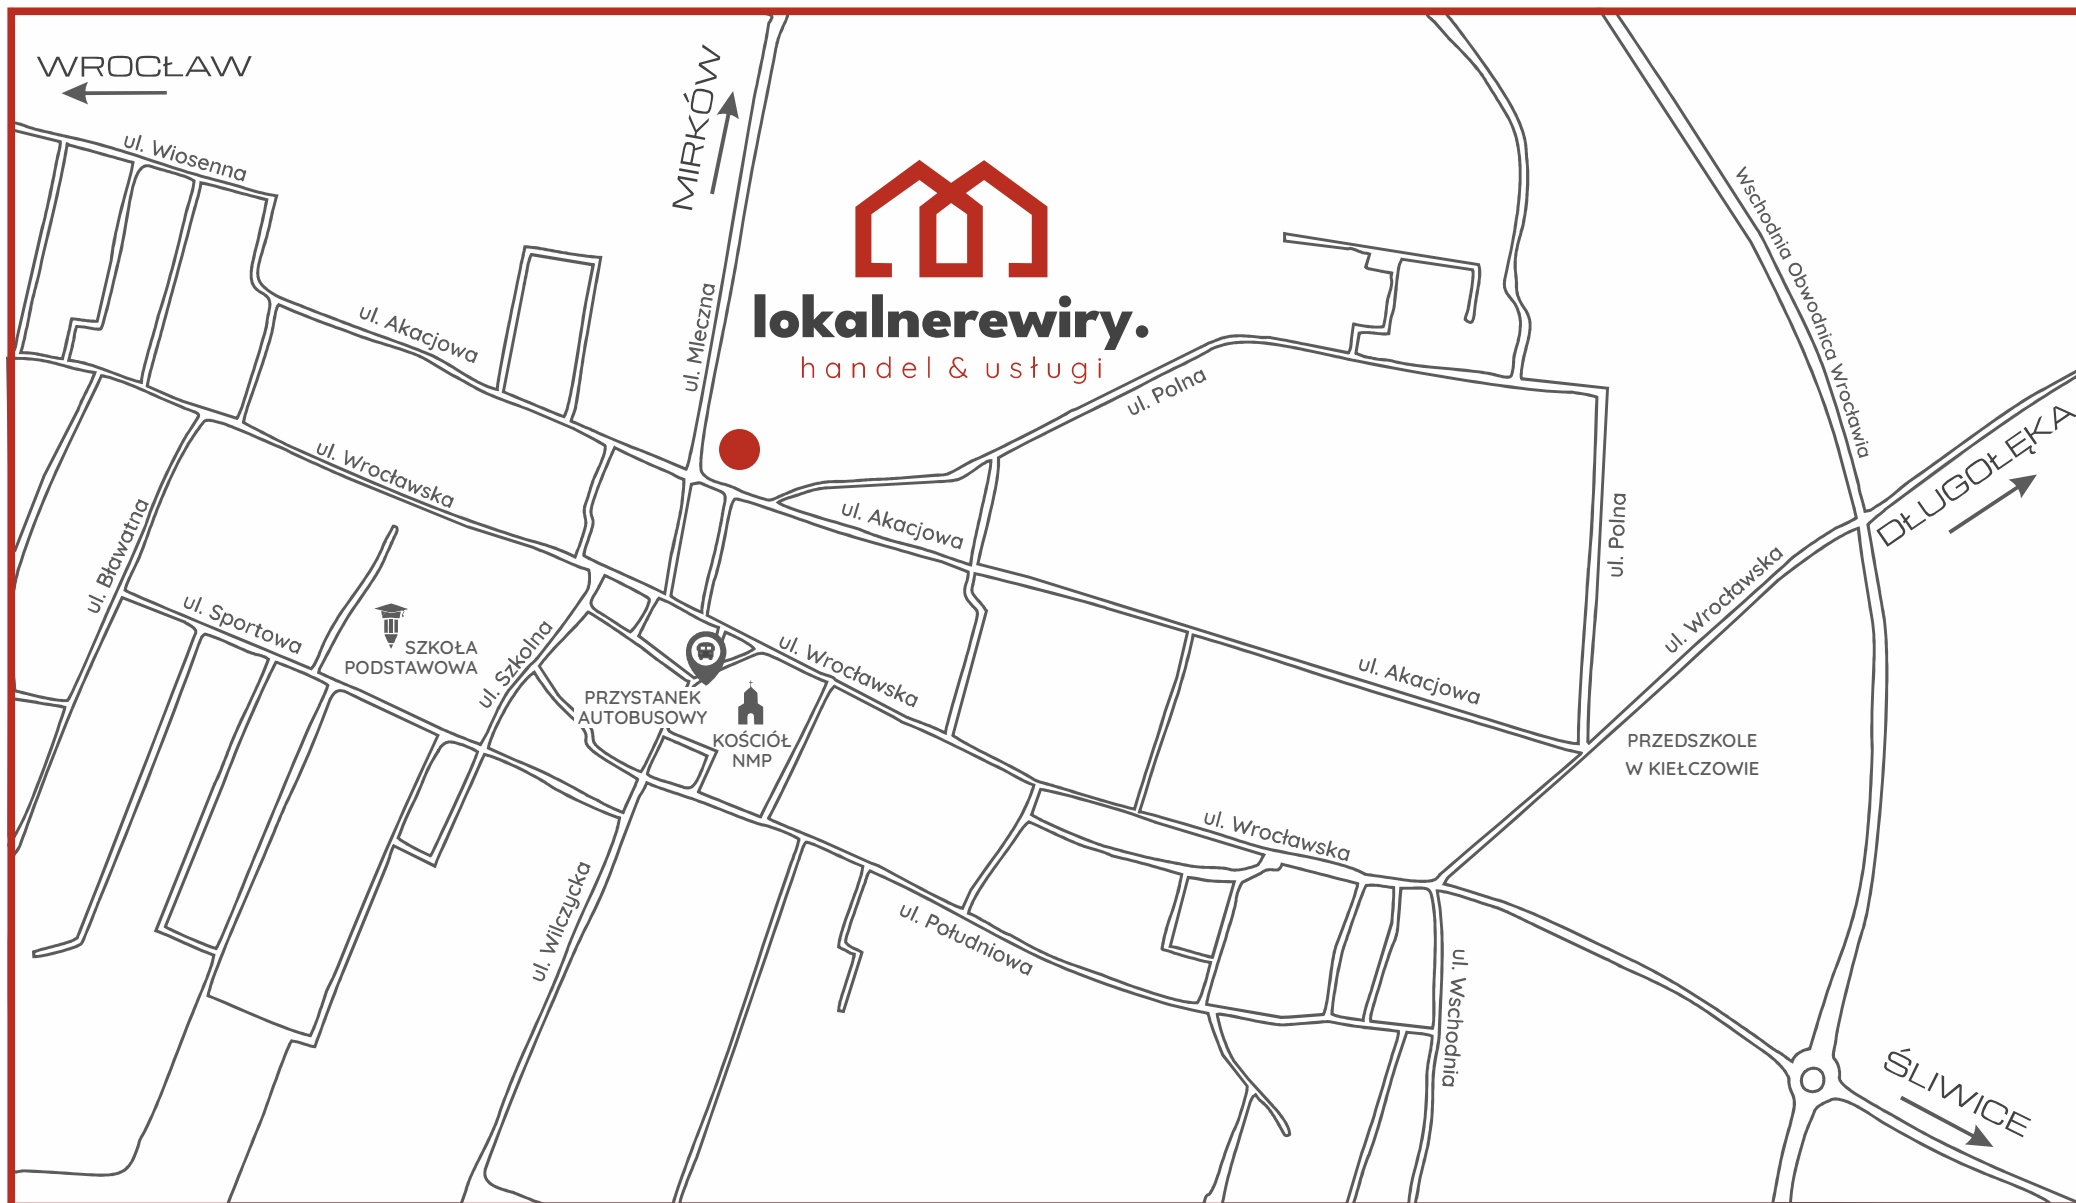 WROCŁAW
MIRKÓW
ul. Wiosenna
Wschodnia Obwodnica Wrocławia
ul. Akacjowa
ul. Mleczna
lokalnerewiry.
handel & usługi
ul. Polna
DŁUGOŁĘKA
ul. Wrocławska
ul. Bławatna
ul. Akacjowa
ul. Polna
ul. Wrocławska
ul. Sportowa
SZKOŁA
PODSTAWOWA
ul. Szkolna
ul. Wrocławska
ul. Akacjowa
PRZYSTANEK
AUTOBUSOWY
KOŚCIÓŁ
NMP
PRZEDSZKOLE
W KIEŁCZOWIE
ul. Wrocławska
ul. Wilczycka
ul. Południowa
ul. Wschodnia
ŚLIWICE